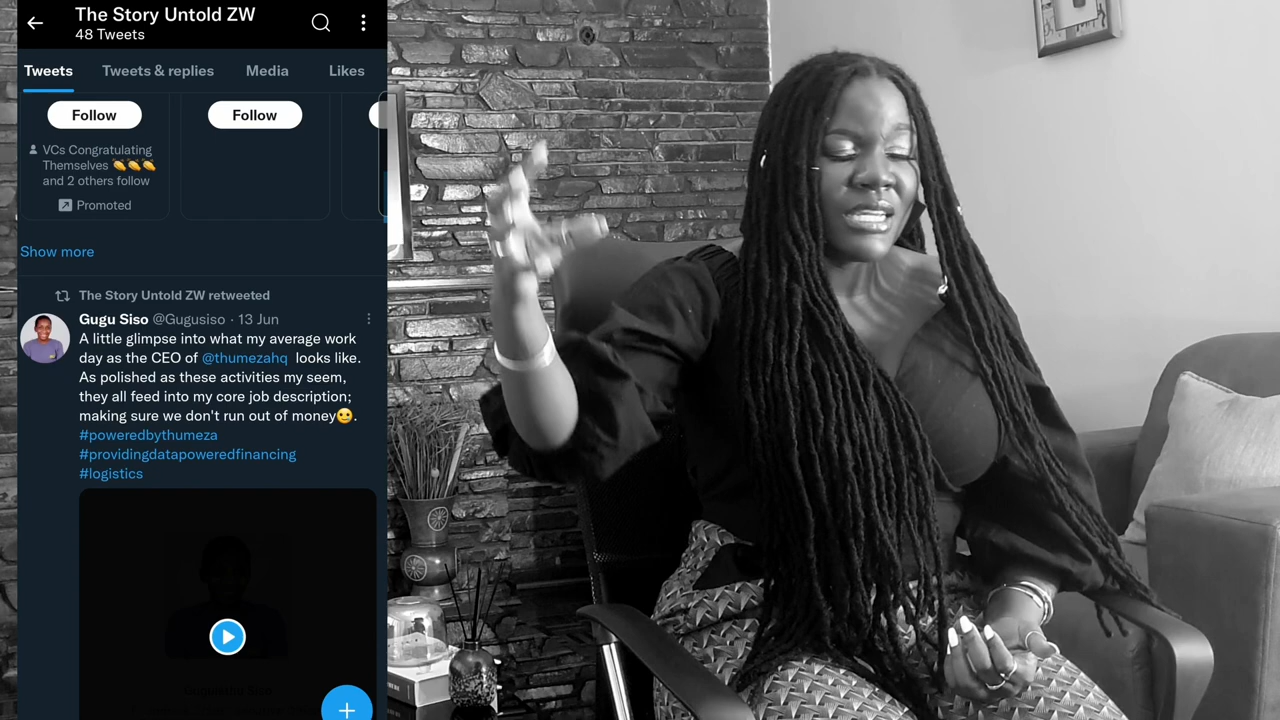 The Story Untold ZW
48 Tweets
Tweets Tweets & replies Media Likes
Follow Follow
VCs Congratulating
Themselves 👏👏👏
and 2 others follow
Promoted
Show more
The Story Untold ZW retweeted
Gugu Siso @Gugusiso · 13 Jun
A little glimpse into what my average work
day as the CEO of @thumezahq looks like.
As polished as these activities my seem,
they all feed into my core job description;
making sure we don't run out of money😐.
#poweredbythumeza
#providingdatapoweredfinancing
#logistics